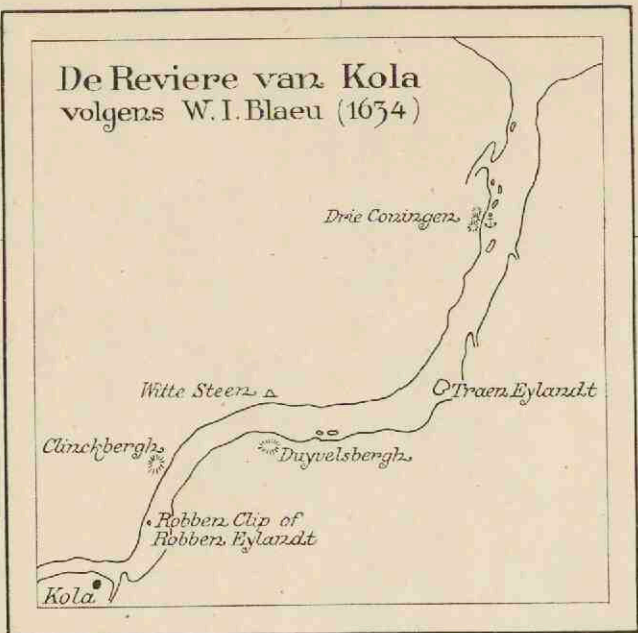 De Reviere van Kola
volgens W. I. Blaeu (1634)
Drie Coningen
Witte Steen
Traen Eylandt
Clinckbergh
Duyvelsbergh
Robben Clip of
Robben Eylandt
Kola